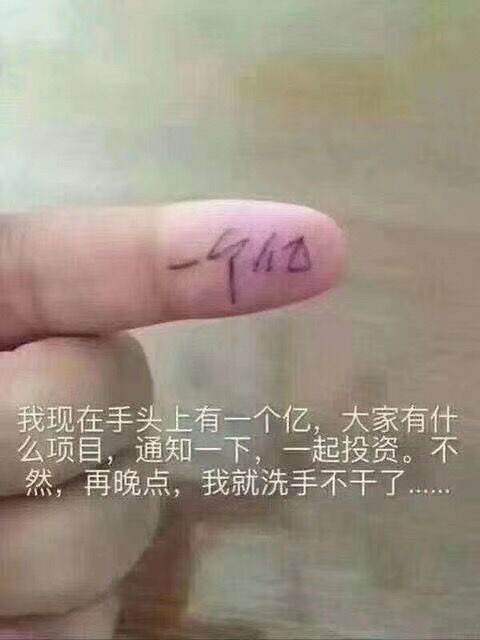 一个亿
我现在手头上有一个亿，大家有什
么项目，通知一下，一起投资。不
然，再晚点，我就洗手不干了……